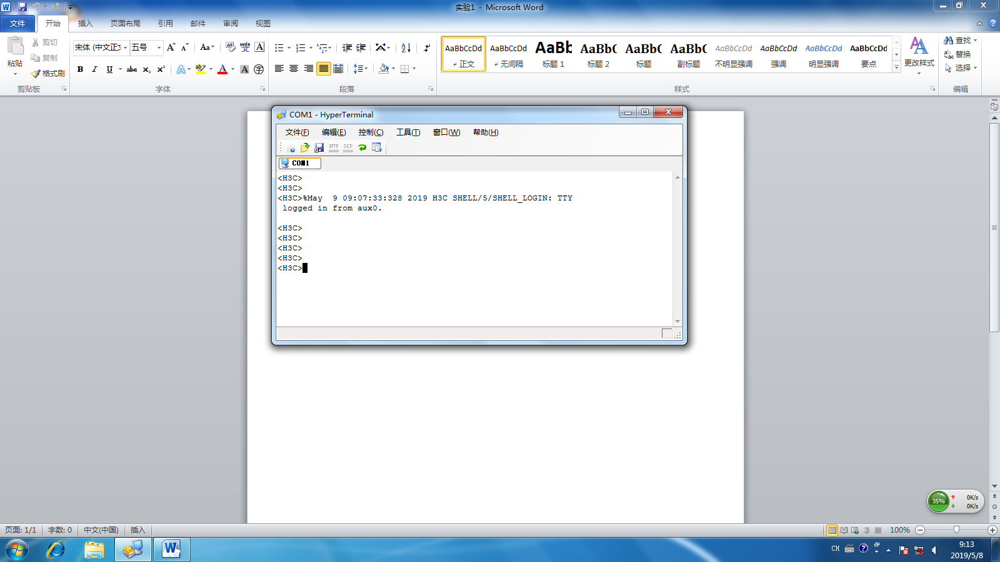 实验1 - Microsoft Word
文件 开始 插入 页面布局 引用 邮件 审阅 视图
粘贴
剪切
复制
格式刷
剪贴板
宋体 (中文正文 五号
字体
段落
AaBbCcDd 正文
AaBbCcDd 无间隔
AaBb 标题 1
AaBbC 标题 2
AaBbC 标题
AaBbC 副标题
AaBbCcDd 不明显强调
AaBbCcDd 强调
AaBbCcDd 明显强调
AaBbCcDd 要点
更改样式
样式
查找
替换
选择
编辑
COM1 - HyperTerminal
文件(F) 编辑(E) 控制(C) 工具(T) 窗口(W) 帮助(H)
SFTP SCP
COM1
<H3C>
<H3C>
<H3C>%May  9 09:07:33:328 2019 H3C SHELL/5/SHELL_LOGIN: TTY
logged in from aux0.
<H3C>
<H3C>
<H3C>
<H3C>
<H3C>
35%
0K/s
0K/s
页面: 1/1 字数: 0 中文(中国) 插入
100%
CH
9:13
2019/5/8